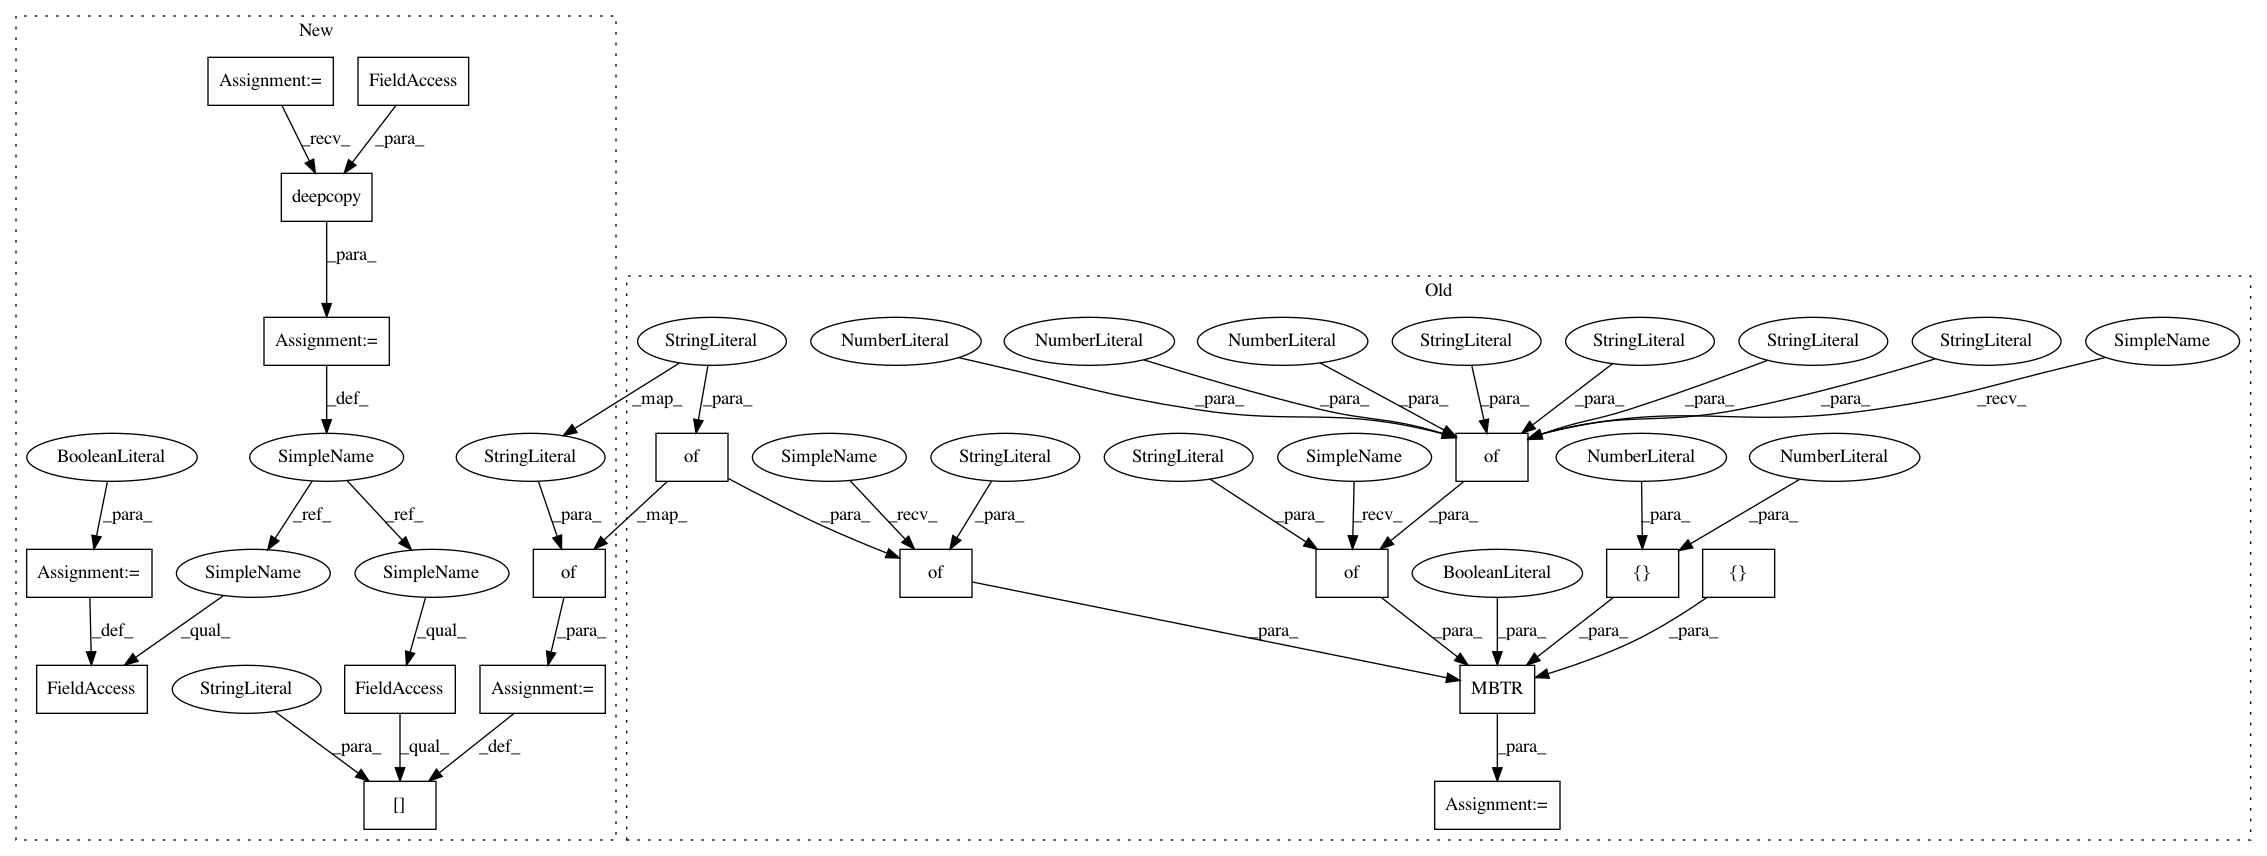 New
Assignment:=
FieldAccess
_recv_
_para_
deepcopy
_para_
Old
Assignment:=
StringLiteral
NumberLiteral
NumberLiteral
NumberLiteral
StringLiteral
StringLiteral
StringLiteral
StringLiteral
SimpleName
_def_
_map_
_para_
_para_
_para_
_para_
_para_
_para_
_para_
_para_
_recv_
BooleanLiteral
SimpleName
StringLiteral
of
SimpleName
StringLiteral
StringLiteral
SimpleName
of
NumberLiteral
NumberLiteral
_para_
_ref_
_ref_
_para_
_map_
_para_
_recv_
_para_
_para_
_recv_
_para_
_para_
_para_
Assignment:=
SimpleName
SimpleName
of
of
of
BooleanLiteral
{}
{}
_def_
_qual_
_qual_
_para_
_para_
_para_
_para_
_para_
_para_
FieldAccess
StringLiteral
FieldAccess
Assignment:=
MBTR
_para_
_qual_
_def_
_para_
[]
Assignment:=